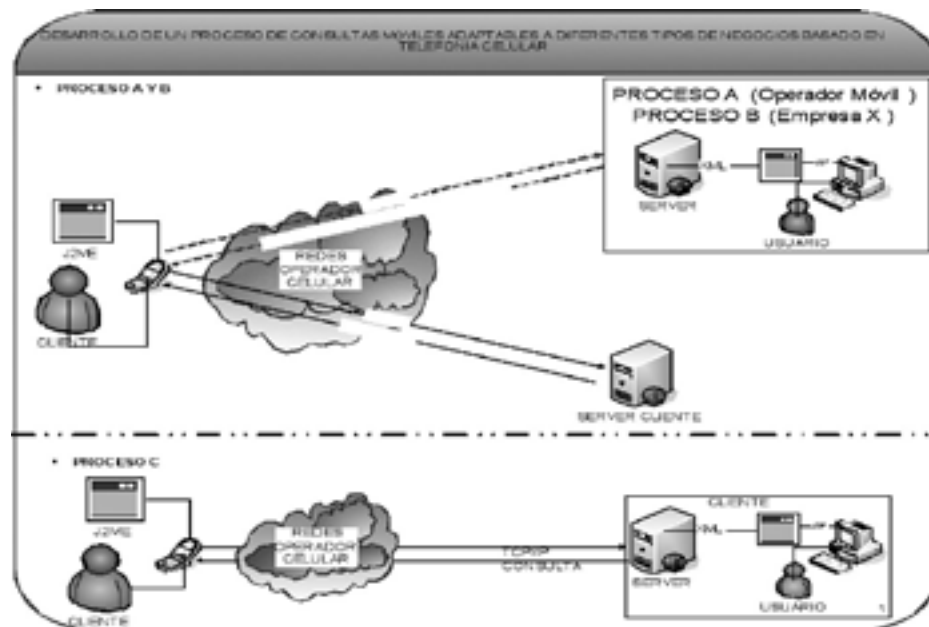 DESARROLLO DE UN PROCESO DE CONSULTAS MOVILES ADAPTABLES A DIFERENTES TIPOS DE NEGOCIOS BASADO EN
TELEFONIA CELULAR
• PROCESO A Y B
PROCESO A (Operador Móvil )
PROCESO B (Empresa X )
XML
SERVER
USUARIO
J2ME
REDES
OPERADOR
CELULAR
CLIENTE
SERVER CLIENTE
• PROCESO C
J2ME
REDES
OPERADOR
CELULAR
CLIENTE
TCP/IP
CONSULTA
CLIENTE
XML
SERVER
USUARIO
1